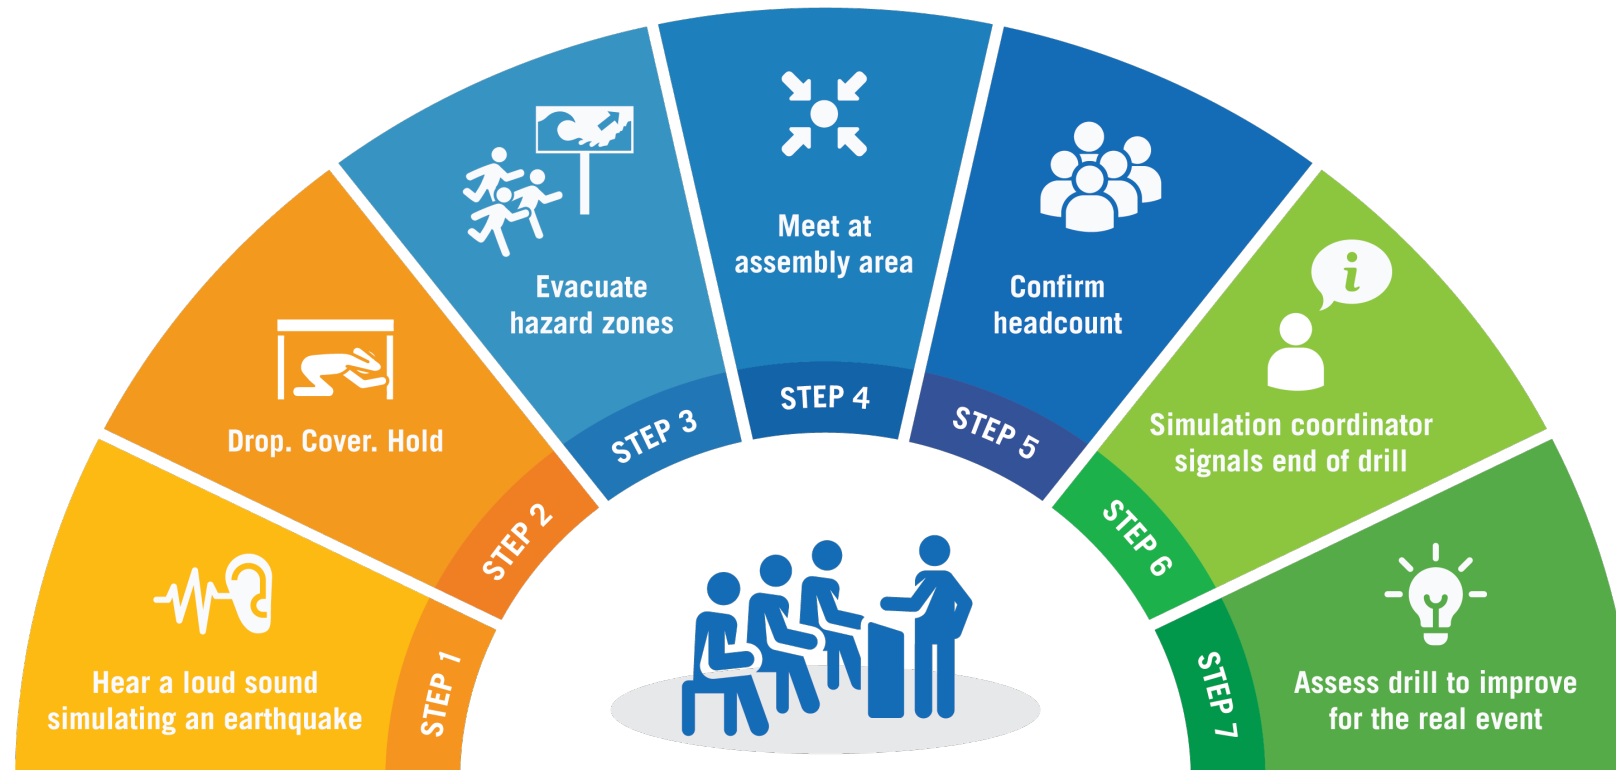 Hear a loud sound
simulating an earthquake
STEP 1
Drop. Cover. Hold
STEP 2
Evacuate
hazard zones
STEP 3
Meet at
assembly area
STEP 4
Confirm
headcount
STEP 5
i
Simulation coordinator
signals end of drill
STEP 6
Assess drill to improve
for the real event
STEP 7